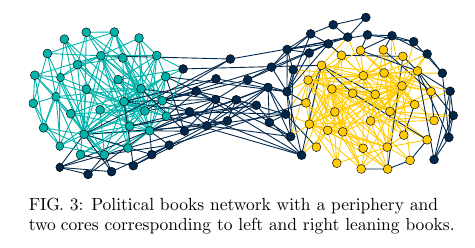 FIG. 3: Political books network with a periphery and
two cores corresponding to left and right leaning books.